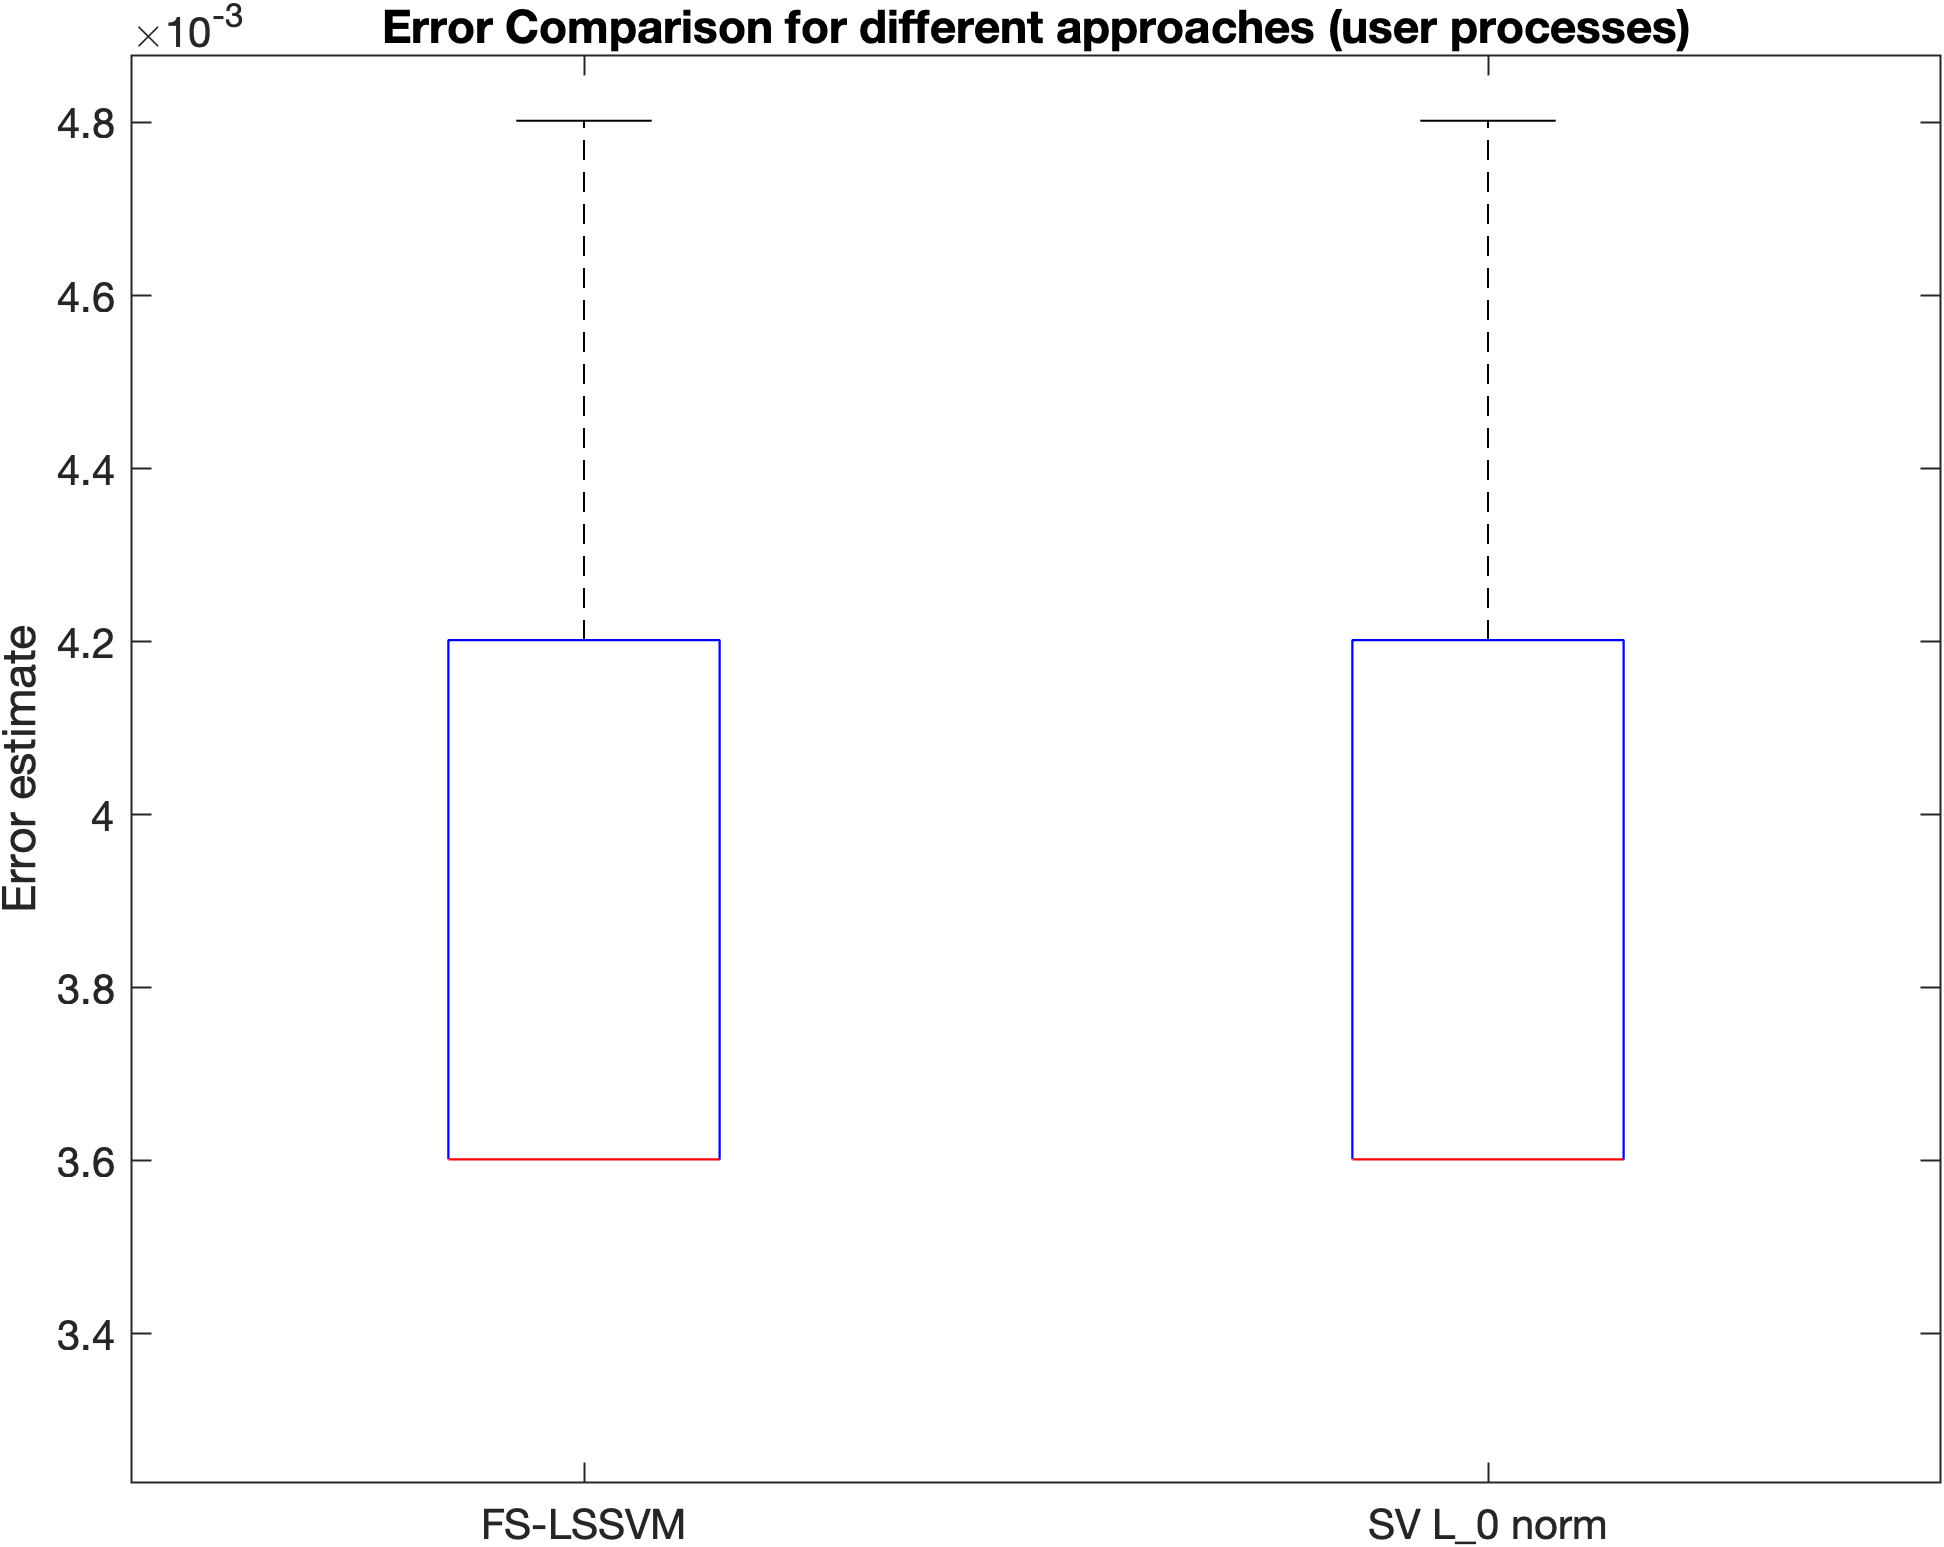 ×10-3
Error Comparison for different approaches (user processes)
4.8
4.6
4.4
4.2
4
3.8
3.6
3.4
Error estimate
FS-LSSVM
SV L_0 norm